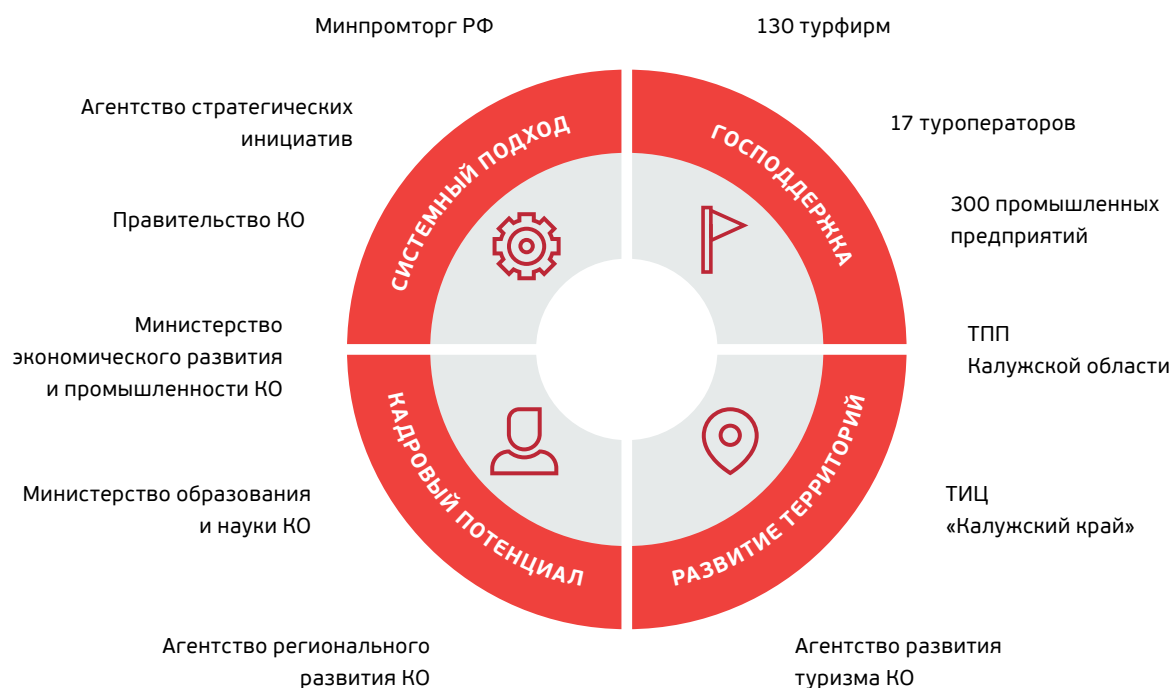 Минпромторг РФ
130 турфирм
Агентство стратегических
инициатив
17 туроператоров
СИСТЕМНЫЙ ПОДХОД
ГОСПОДДЕРЖКА
Правительство КО
300 промышленных
предприятий
Министерство
экономического развития
и промышленности КО
ТПП
Калужской области
КАДРОВЫЙ ПОТЕНЦИАЛ
РАЗВИТИЕ ТЕРРИТОРИЙ
Министерство образования
и науки КО
ТИЦ
«Калужский край»
Агентство регионального
развития КО
Агентство развития
туризма КО